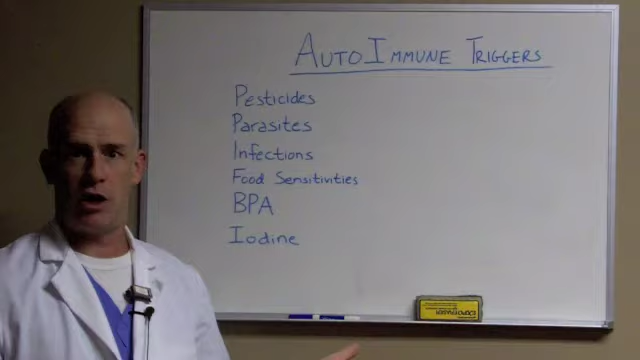 AutoImmune Triggers
Pesticides
Parasites
Infections
Food Sensitivities
BPA
Iodine